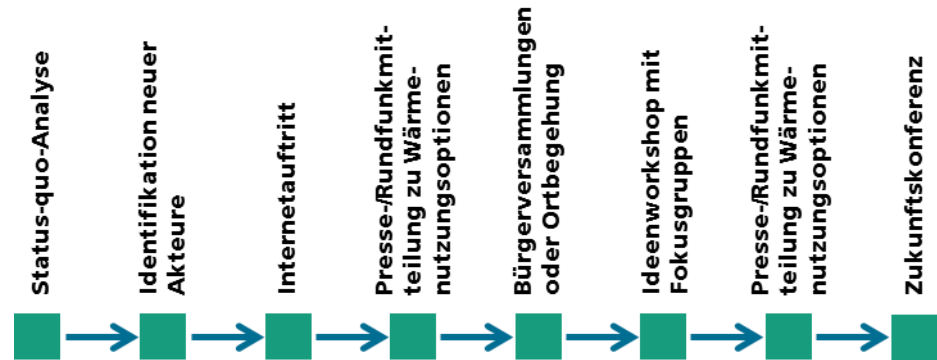 Status-quo-Analyse
Identifikation neuer
Akteure
Internetauftritt
Presse-/Rundfunkmit-
teilung zu Wärme-
nutzungsoptionen
Bürgerversammlungen
oder Ortbegehung
Ideenworkshop mit
Fokusgruppen
Presse-/Rundfunkmit-
teilung zu Wärme-
nutzungsoptionen
Zukunftskonferenz